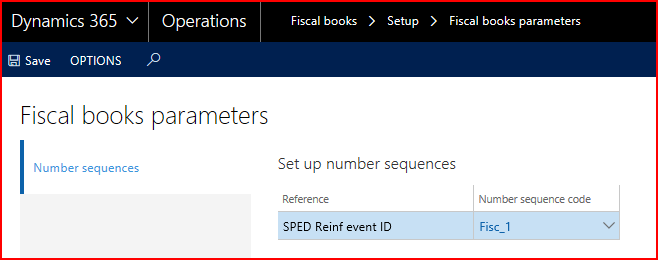 Dynamics 365 Operations Fiscal books Setup Fiscal books parameters
Save OPTIONS
Fiscal books parameters
Number sequences
Set up number sequences
Reference Number sequence code
SPED Reinf event ID Fisc_1